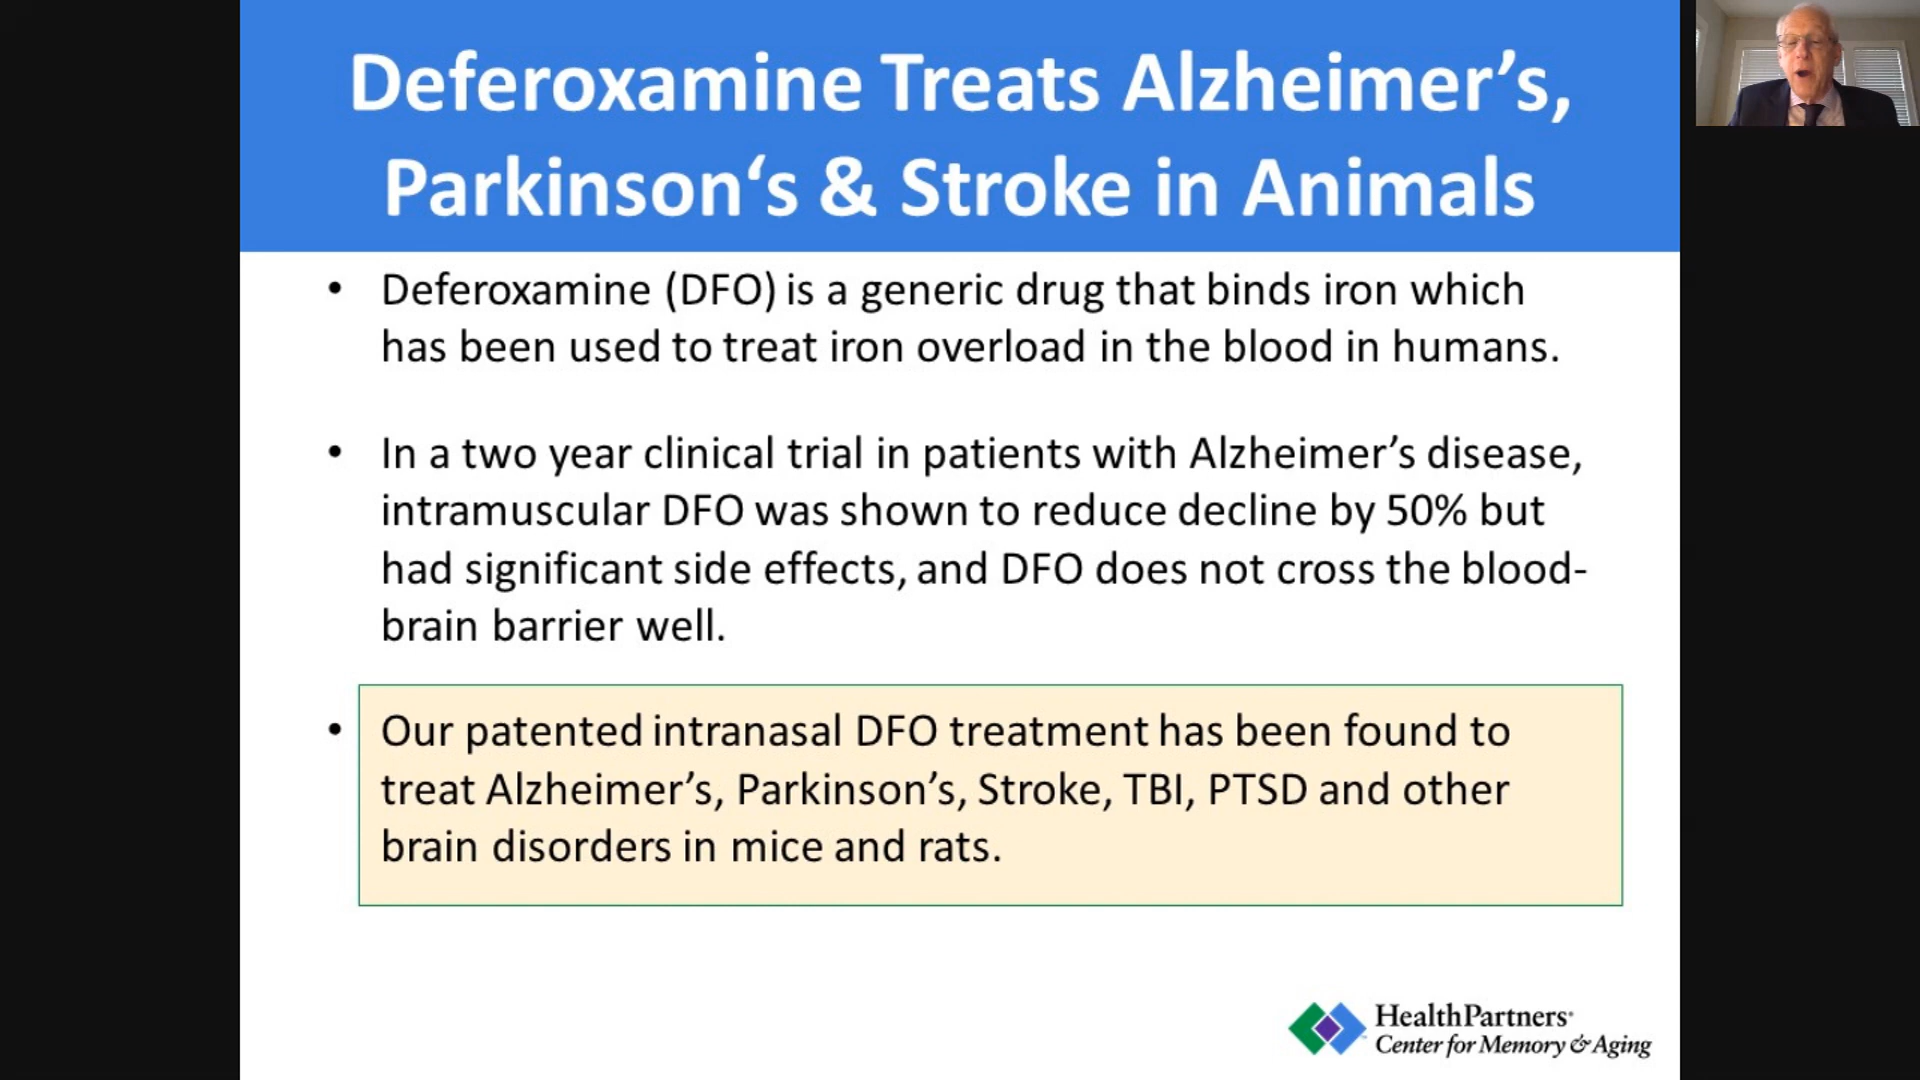 Deferoxamine Treats Alzheimer’s,
Parkinson‘s & Stroke in Animals
• Deferoxamine (DFO) is a generic drug that binds iron which
has been used to treat iron overload in the blood in humans.
• In a two year clinical trial in patients with Alzheimer’s disease,
intramuscular DFO was shown to reduce decline by 50% but
had significant side effects, and DFO does not cross the blood-
brain barrier well.
• Our patented intranasal DFO treatment has been found to
treat Alzheimer’s, Parkinson’s, Stroke, TBI, PTSD and other
brain disorders in mice and rats.
HealthPartners®
Center for Memory & Aging